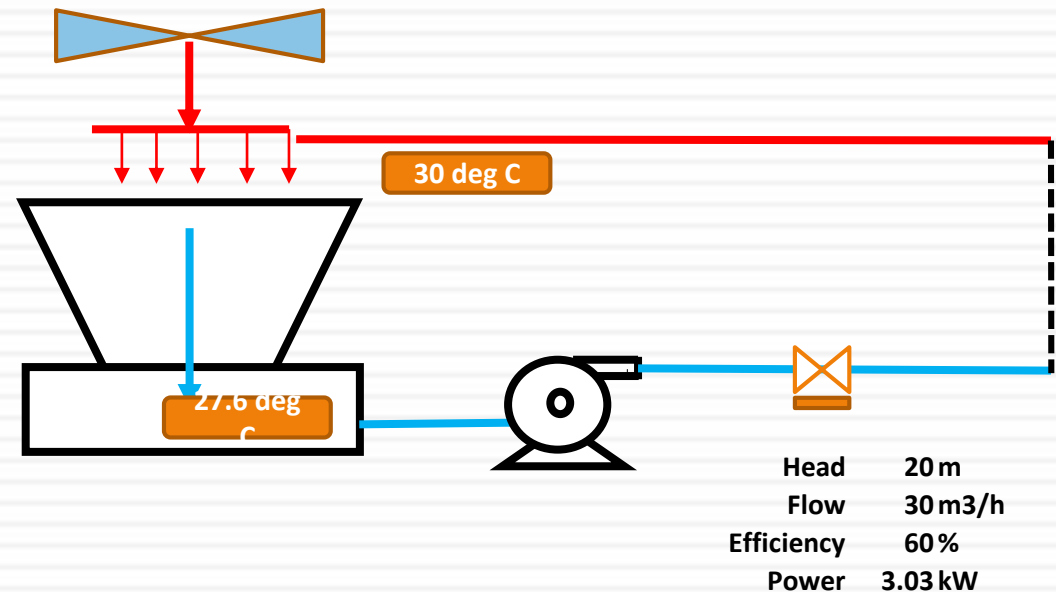 30 deg C
27.6 deg
C
Head 20 m
Flow 30 m3/h
Efficiency 60 %
Power 3.03 kW